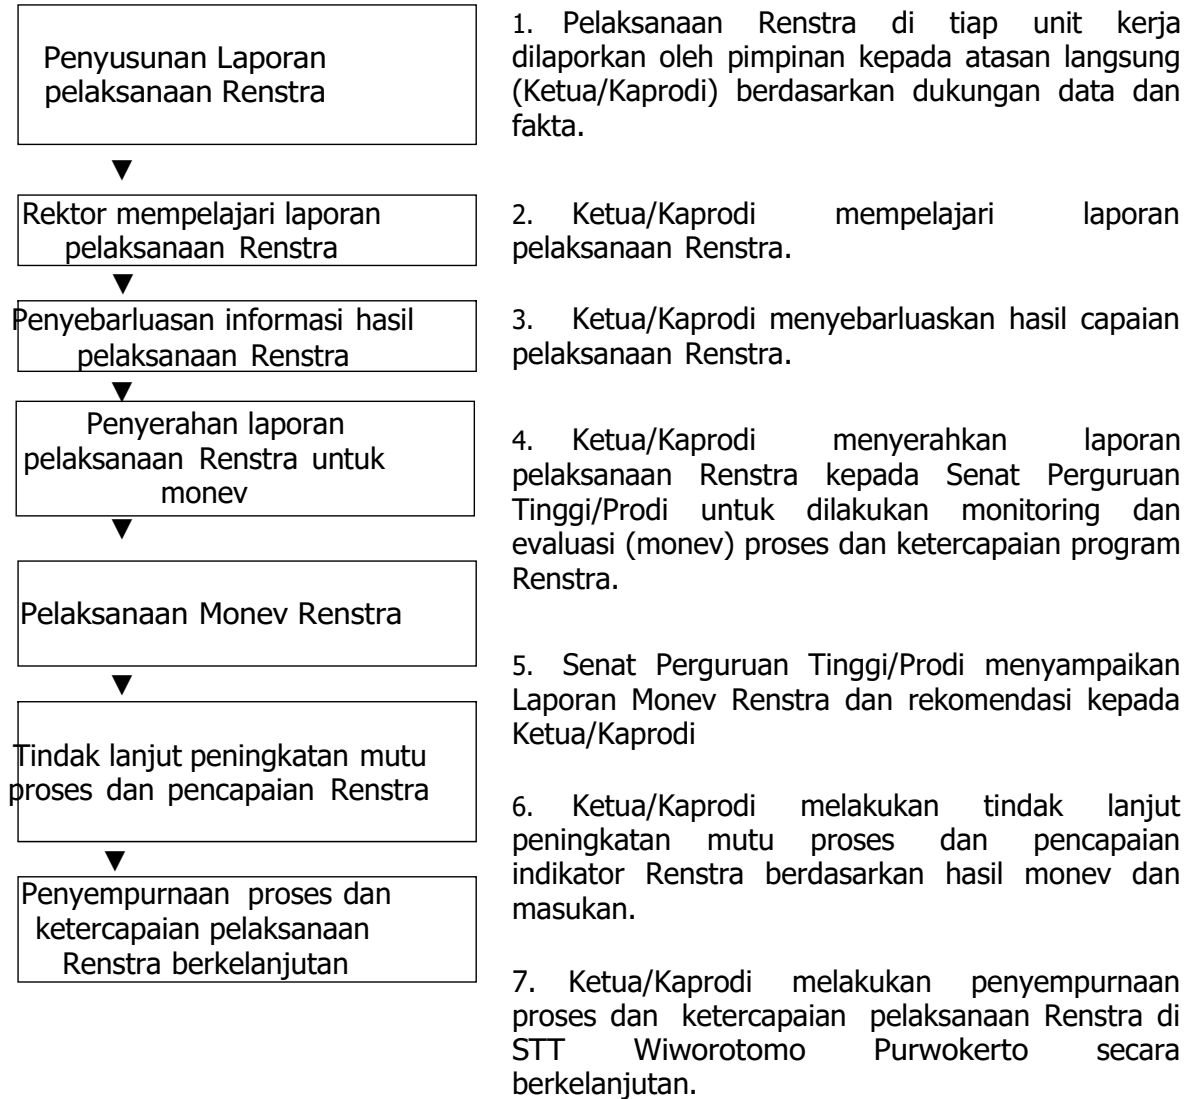 Penyusunan Laporan
pelaksanaan Renstra
Rektor mempelajari laporan
pelaksanaan Renstra
Penyebarluasan informasi hasil
pelaksanaan Renstra
Penyerahan laporan
pelaksanaan Renstra untuk
monev
Pelaksanaan Monev Renstra
Tindak lanjut peningkatan mutu
proses dan pencapaian Renstra
Penyempurnaan proses dan
ketercapaian pelaksanaan
Renstra berkelanjutan
1. Pelaksanaan Renstra di tiap unit kerja
dilaporkan oleh pimpinan kepada atasan langsung
(Ketua/Kaprodi) berdasarkan dukungan data dan
fakta.
2. Ketua/Kaprodi mempelajari laporan
pelaksanaan Renstra.
3. Ketua/Kaprodi menyebarluaskan hasil capaian
pelaksanaan Renstra.
4. Ketua/Kaprodi menyerahkan laporan
pelaksanaan Renstra kepada Senat Perguruan
Tinggi/Prodi untuk dilakukan monitoring dan
evaluasi (monev) proses dan ketercapaian program
Renstra.
5. Senat Perguruan Tinggi/Prodi menyampaikan
Laporan Monev Renstra dan rekomendasi kepada
Ketua/Kaprodi
6. Ketua/Kaprodi melakukan tindak lanjut
peningkatan mutu proses dan pencapaian
indikator Renstra berdasarkan hasil monev dan
masukan.
7. Ketua/Kaprodi melakukan penyempurnaan
proses dan ketercapaian pelaksanaan Renstra di
STT Wiworotomo Purwokerto secara
berkelanjutan.